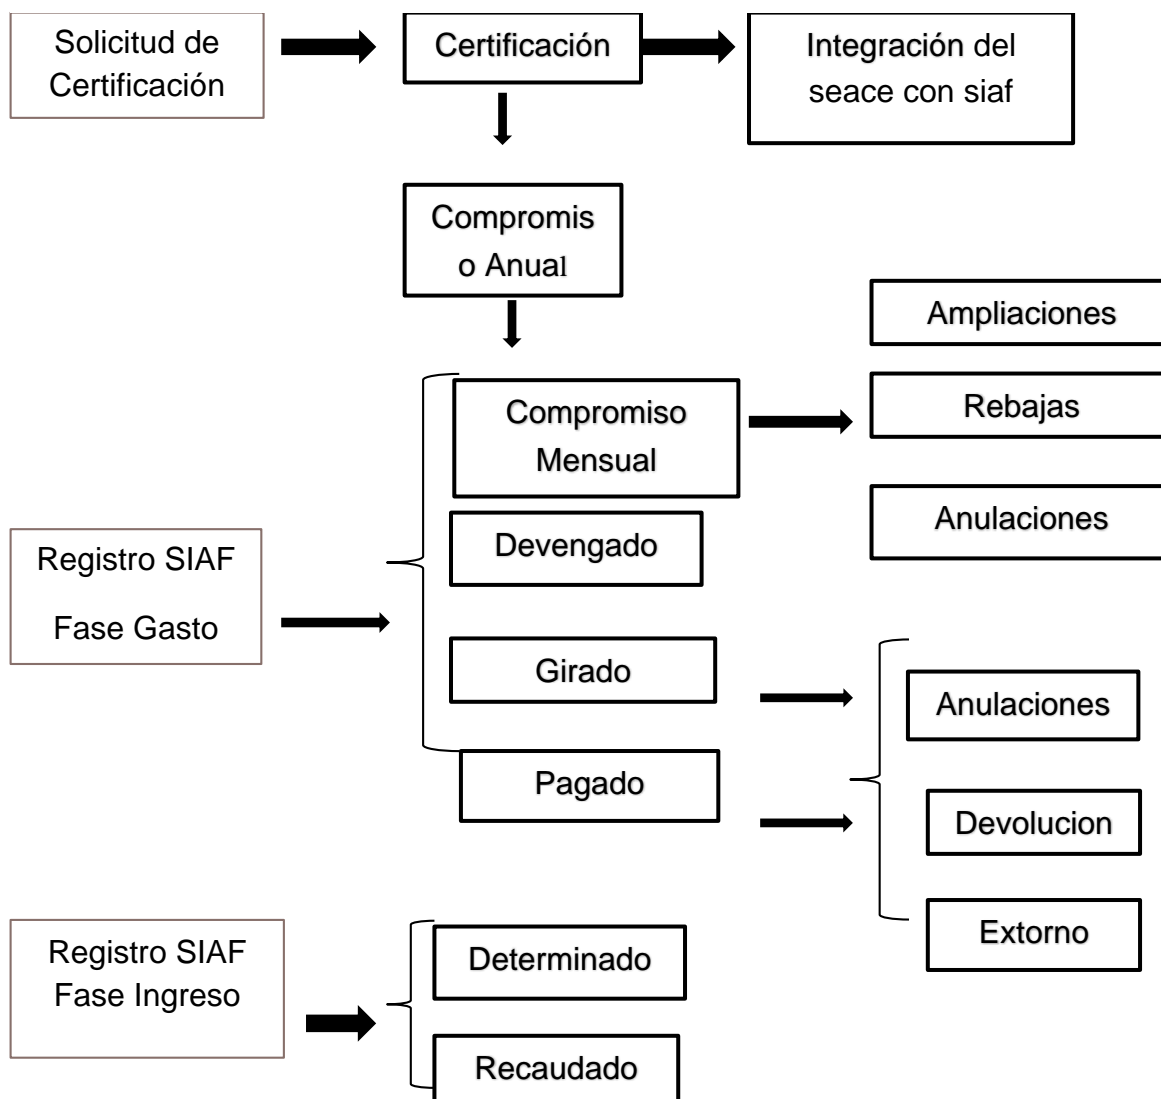 Solicitud de
Certificación
Certificación
Integración del
seace con siaf
Compromis
o Anual
Ampliaciones
Compromiso
Mensual
Rebajas
Anulaciones
Devengado
Registro SIAF
Fase Gasto
Girado
Anulaciones
Pagado
Devolucion
Extorno
Registro SIAF
Fase Ingreso
Determinado
Recaudado